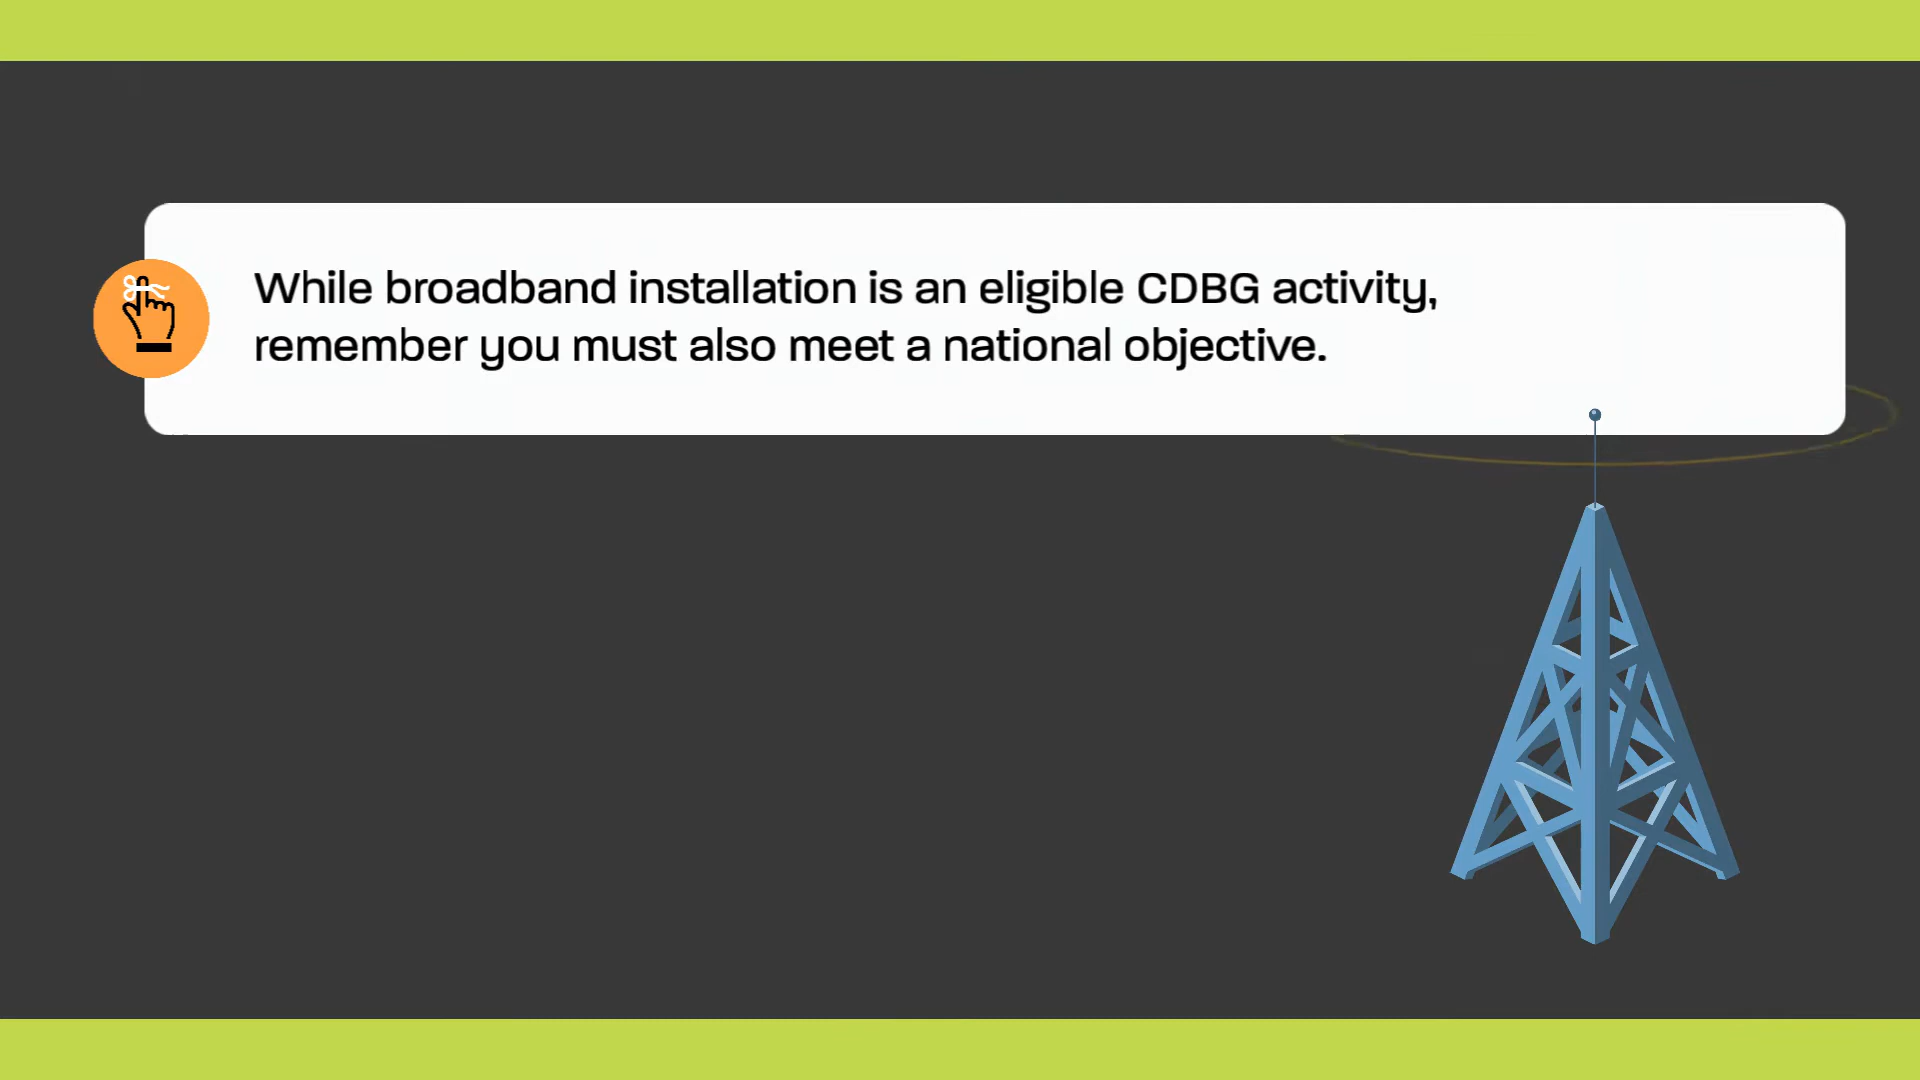 While broadband installation is an eligible CDBG activity,
remember you must also meet a national objective.